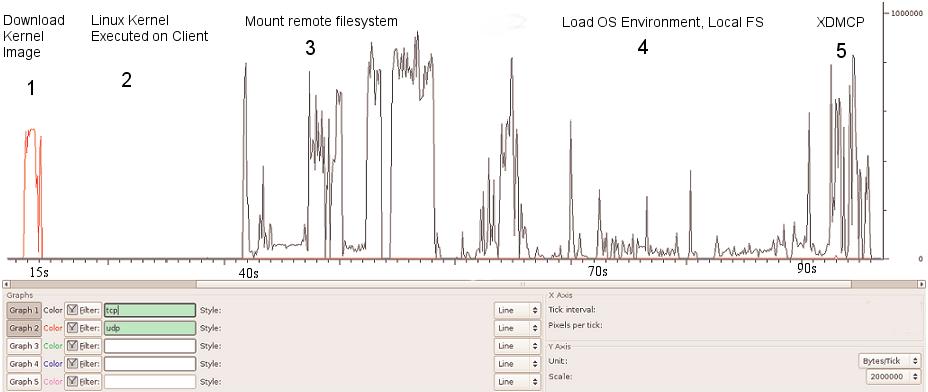 Download
Kernel
Image
1
Linux Kernel
Executed on Client
2
Mount remote filesystem
3
Load OS Environment, Local FS
4
XDMCP
5
1000000
0
15s
40s
70s
90s
Graphs
Graph 1 Color Filter: tcp Style: Line
Graph 2 Color Filter: udp Style: Line
Graph 3 Color Filter: Style: Line
Graph 4 Color Filter: Style: Line
Graph 5 Color Filter: Style: Line
X Axis
Tick interval:
Pixels per tick:
Y Axis
Unit: Bytes/Tick
Scale: 2000000